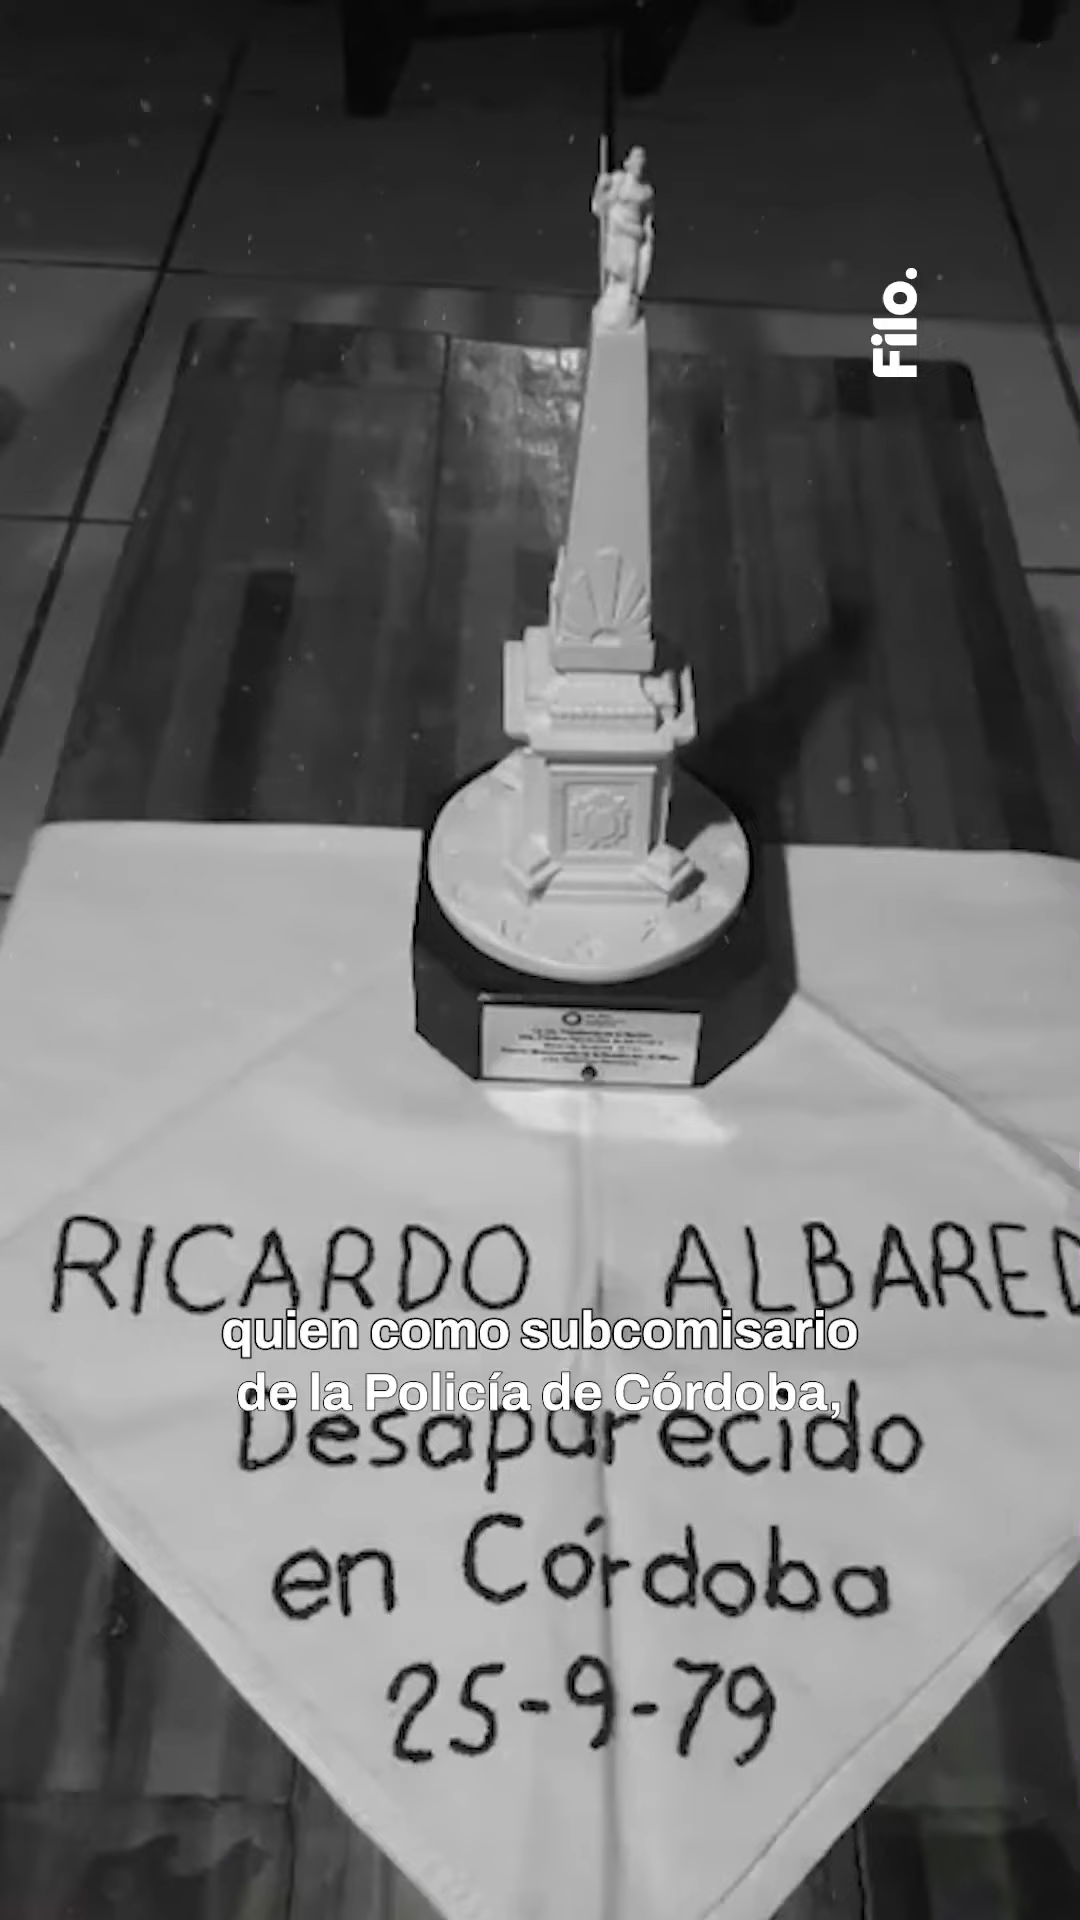 Filo.
RICARDO ALBARED
quien como subcomisario
de la Policía de Córdoba,
Desaparecido
en Córdoba
25-9-79